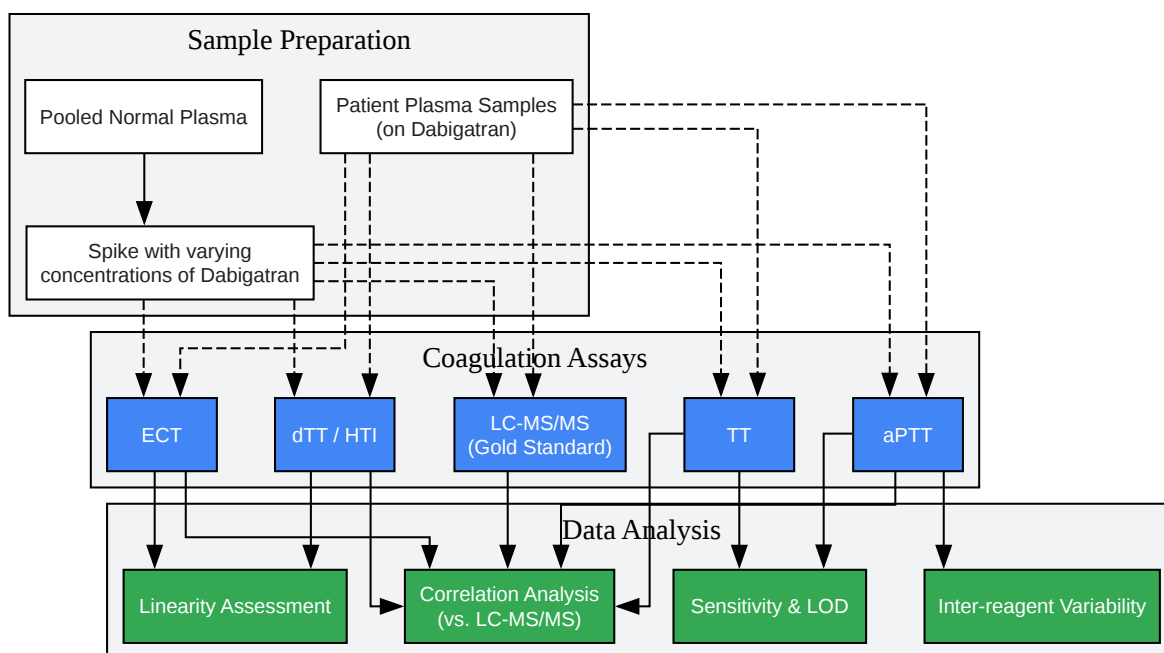 Sample Preparation
Pooled Normal Plasma
Patient Plasma Samples
(on Dabigatran)
Spike with varying
concentrations of Dabigatran
Coagulation Assays
ECT
dTT / HTI
LC-MS/MS
(Gold Standard)
TT
aPTT
Data Analysis
Linearity Assessment
Correlation Analysis
(vs. LC-MS/MS)
Sensitivity & LOD
Inter-reagent Variability